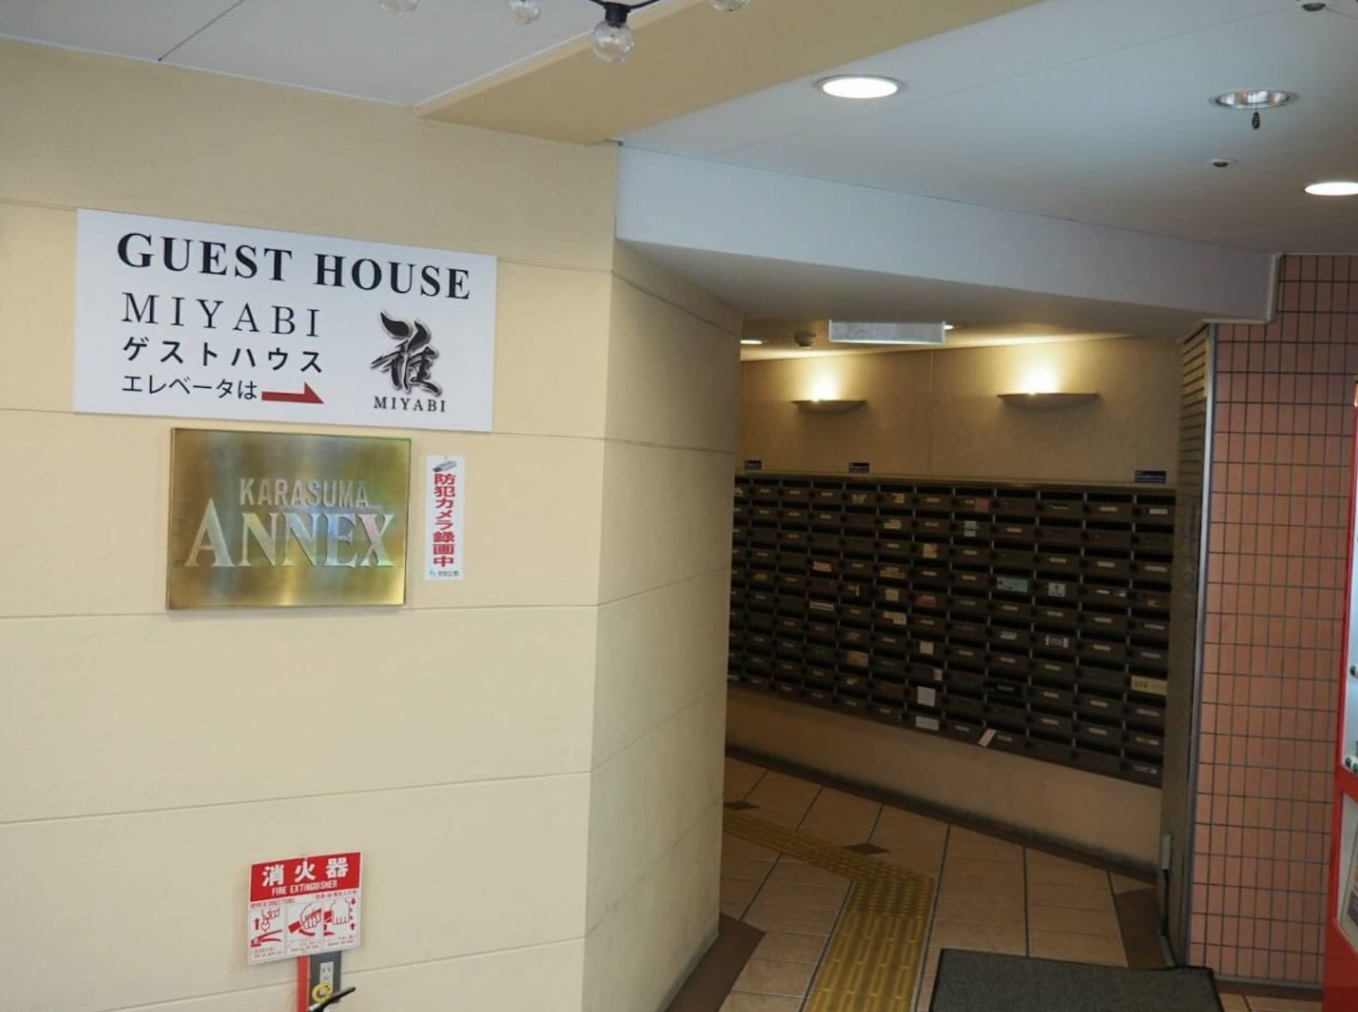 GUEST HOUSE
MIYABI
ゲストハウス
エレベータは
雅
MIYABI
KARASUMA
ANNEX
防犯カメラ録画中
消火器
FIRE EXTINGUISHER